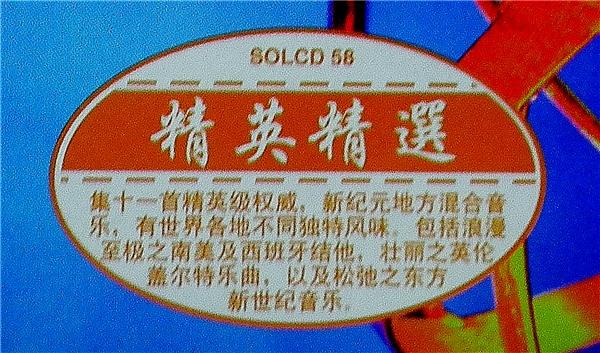 SOLCD 58
精英精選
集十一首精英级权威，新纪元地方混合音
乐，有世界各地不同独特风味。包括浪漫
至极之南美及西班牙结他，壮丽之英伦
盖尔特乐曲，以及松弛之东方
新世纪音乐。